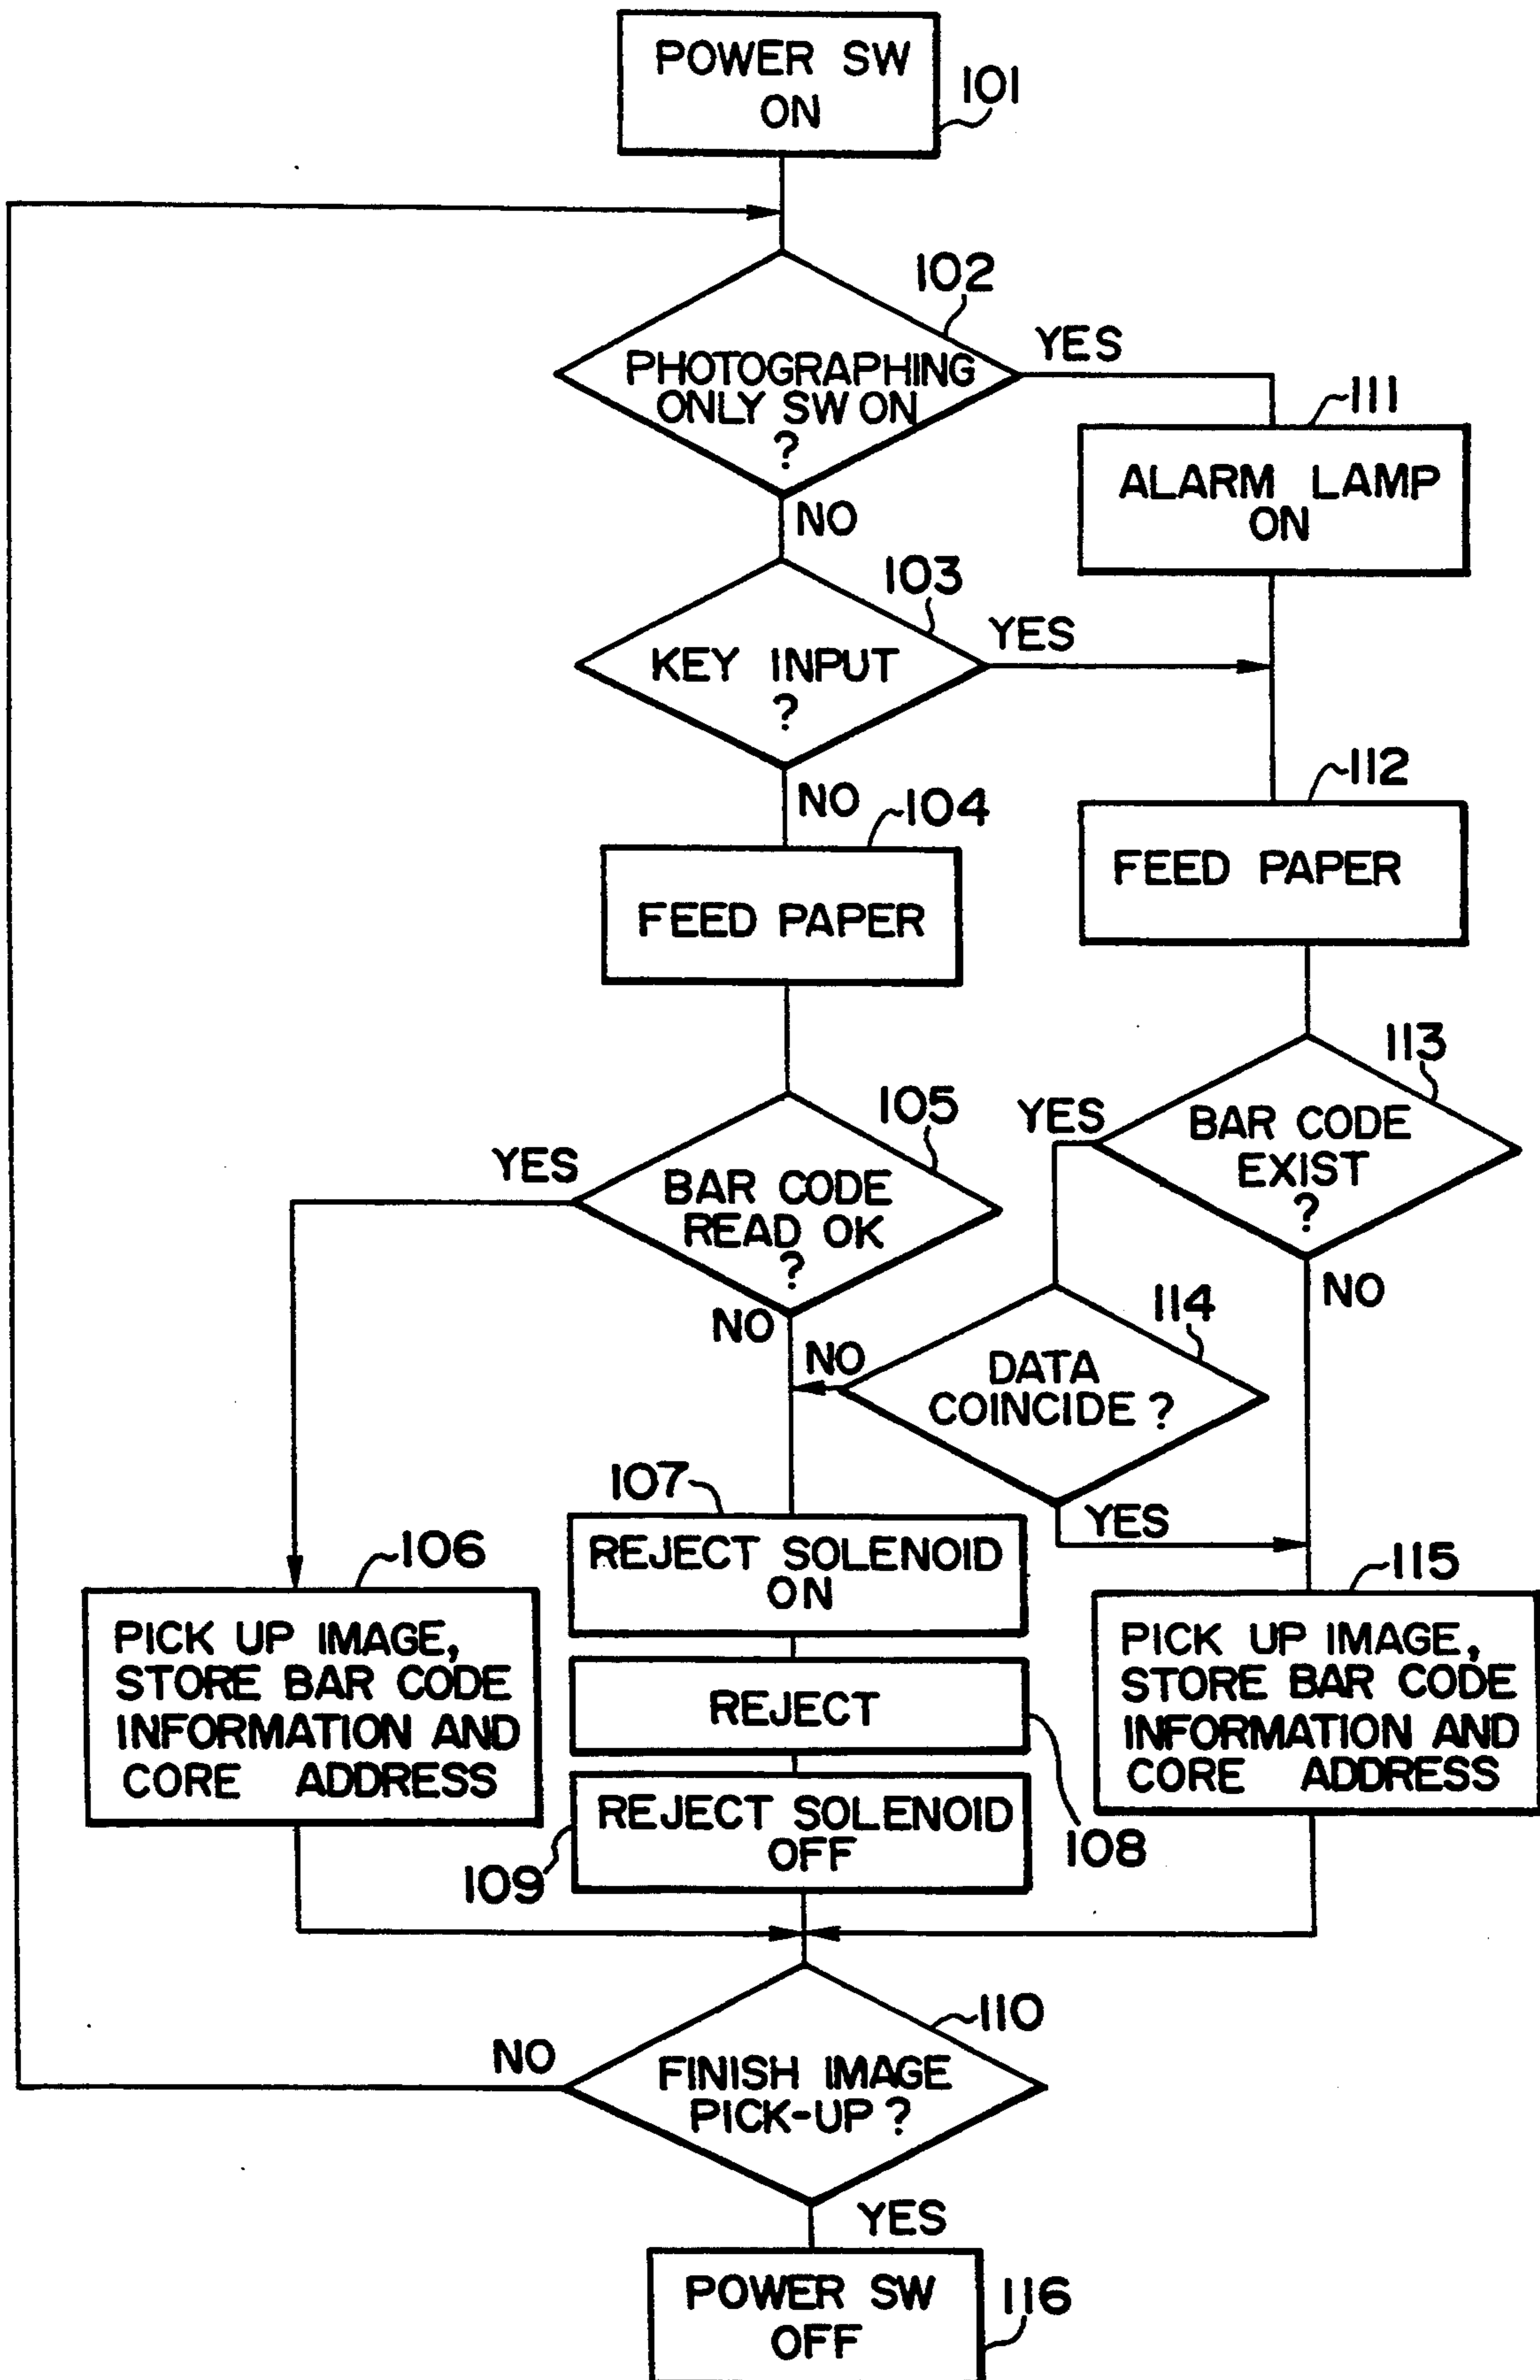 POWER SW
ON
101
102
PHOTOGRAPHING
ONLY SW ON
?
YES
NO
111
ALARM LAMP
ON
103
KEY INPUT
?
YES
NO
104
FEED PAPER
112
FEED PAPER
105
BAR CODE
READ OK
?
YES
NO
113
BAR CODE
EXIST
?
YES
NO
114
DATA
COINCIDE ?
NO
YES
106
PICK UP IMAGE,
STORE BAR CODE
INFORMATION AND
CORE ADDRESS
107
REJECT SOLENOID
ON
REJECT
108
REJECT SOLENOID
OFF
109
115
PICK UP IMAGE,
STORE BAR CODE
INFORMATION AND
CORE ADDRESS
110
FINISH IMAGE
PICK-UP ?
NO
YES
POWER SW
OFF
116